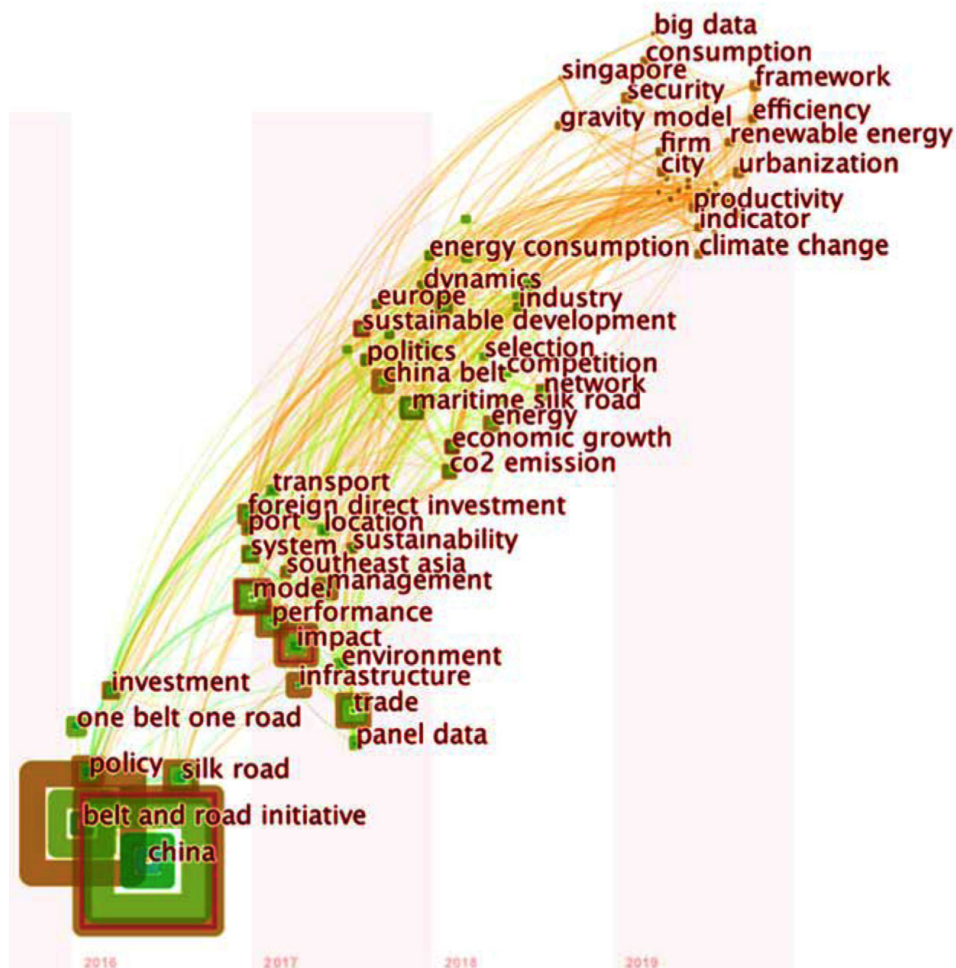 big data
consumption
singapore
framework
security
efficiency
gravity model
renewable energy
firm
city
urbanization
productivity
indicator
energy consumption
climate change
dynamics
europe
industry
sustainable development
politics
selection
competition
china belt
network
maritime silk road
energy
economic growth
co2 emission
transport
foreign direct investment
port
location
system
sustainability
southeast asia
model
management
performance
impact
environment
infrastructure
investment
trade
one belt one road
panel data
policy
silk road
belt and road initiative
china
2016
2017
2018
2019